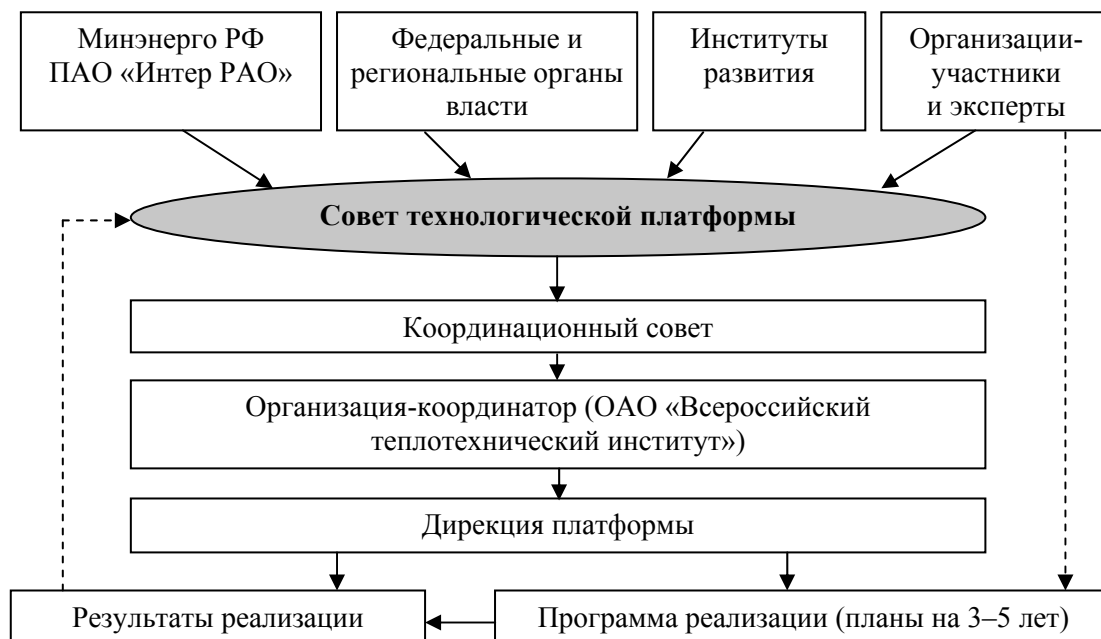 Минэнерго РФ
ПАО «Интер РАО»
Федеральные и
региональные органы
власти
Институты
развития
Организации-
участники
и эксперты
Совет технологической платформы
Координационный совет
Организация-координатор (ОАО «Всероссийский
теплотехнический институт»)
Дирекция платформы
Результаты реализации
Программа реализации (планы на 3–5 лет)